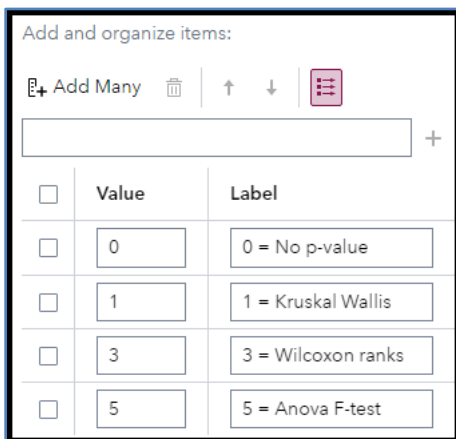 Add and organize items:
Add Many
Value Label
0 0 = No p-value
1 1 = Kruskal Wallis
3 3 = Wilcoxon ranks
5 5 = Anova F-test